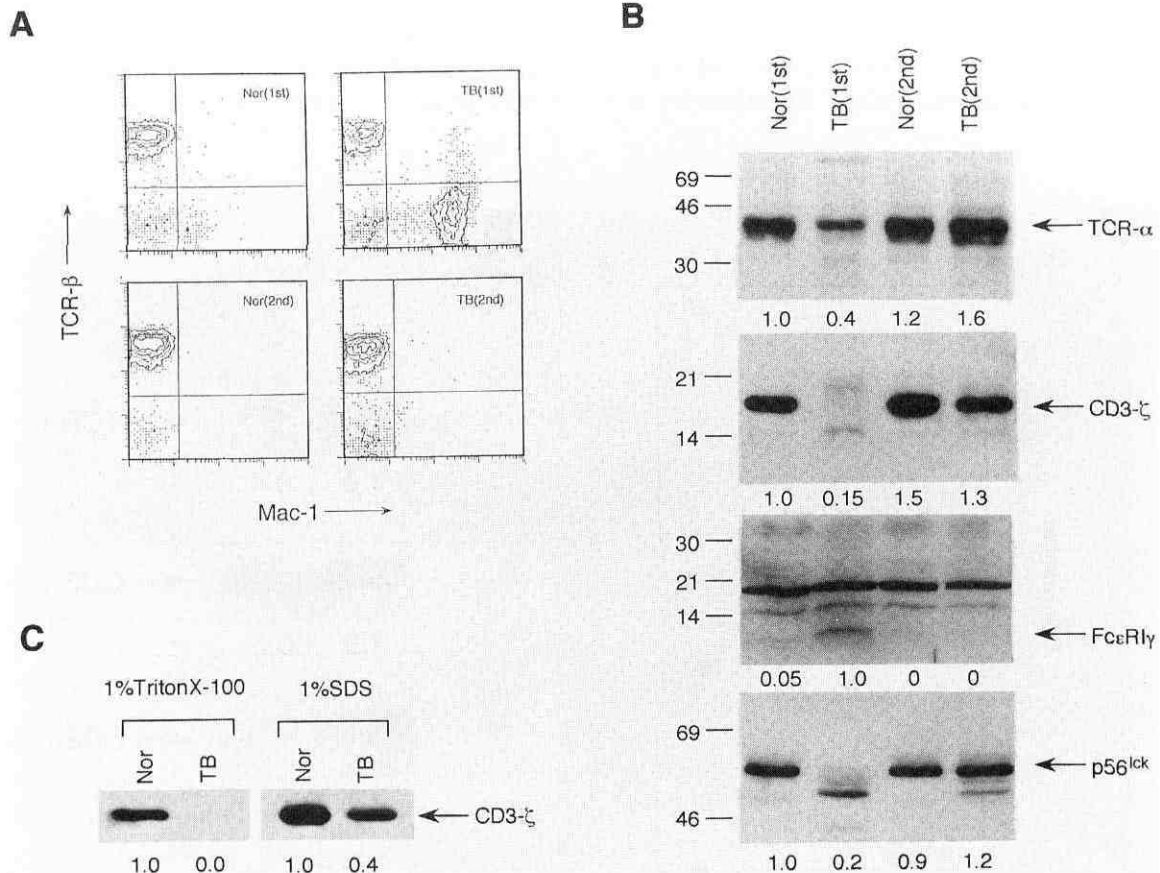 A
Nor(1st)
TB(1st)
Nor(2nd)
TB(2nd)
TCR-β
Mac-1
B
Nor(1st)
TB(1st)
Nor(2nd)
TB(2nd)
69
46
30
TCR-α
1.0 0.4 1.2 1.6
21
14
CD3-ζ
1.0 0.15 1.5 1.3
30
21
14
FcεRIγ
0.05 1.0 0 0
69
46
p56lck
1.0 0.2 0.9 1.2
C
1%TritonX-100 1%SDS
Nor TB Nor TB
CD3-ζ
1.0 0.0 1.0 0.4